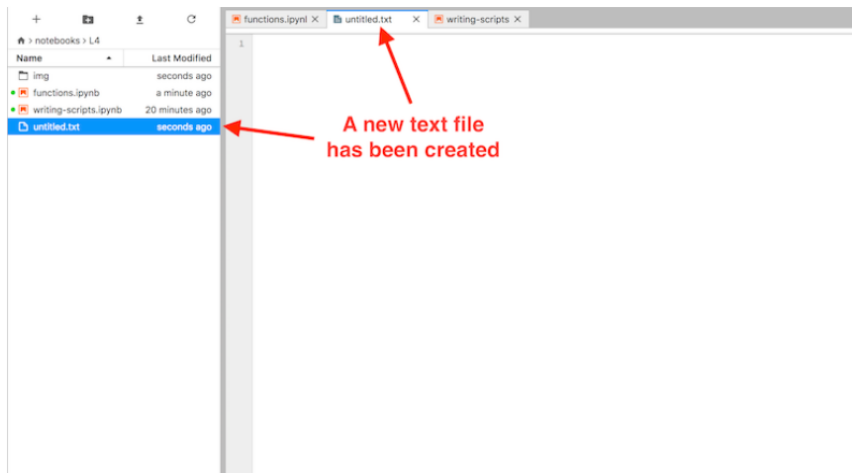 functions.ipynl × untitled.txt × writing-scripts ×
> notebooks > L4
Name Last Modified
img seconds ago
functions.ipynb a minute ago
writing-scripts.ipynb 20 minutes ago
untitled.txt seconds ago
1
A new text file
has been created